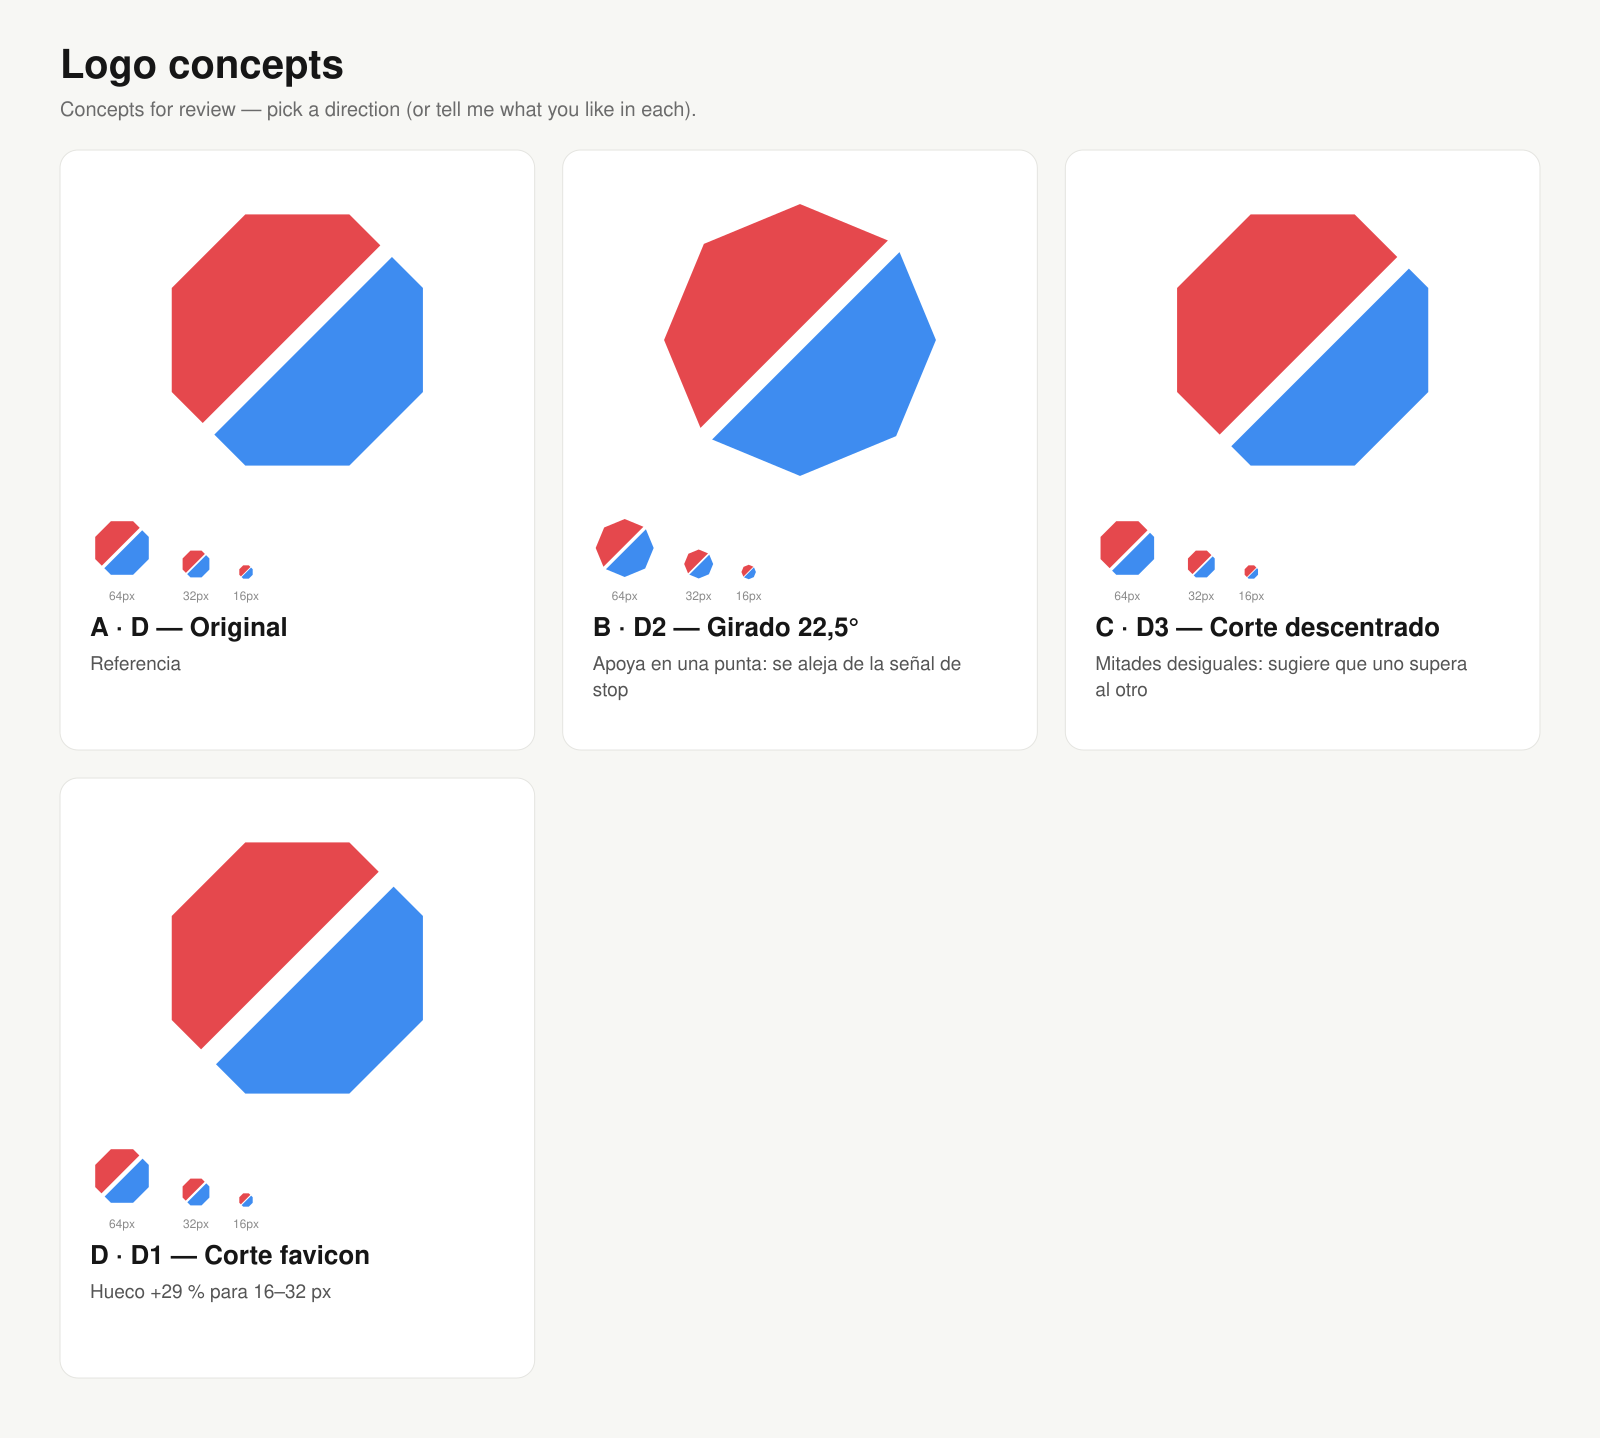 Logo concepts
Concepts for review — pick a direction (or tell me what you like in each).
64px 32px 16px
A · D — Original
Referencia
64px 32px 16px
B · D2 — Girado 22,5°
Apoya en una punta: se aleja de la señal de
stop
64px 32px 16px
C · D3 — Corte descentrado
Mitades desiguales: sugiere que uno supera
al otro
64px 32px 16px
D · D1 — Corte favicon
Hueco +29 % para 16–32 px